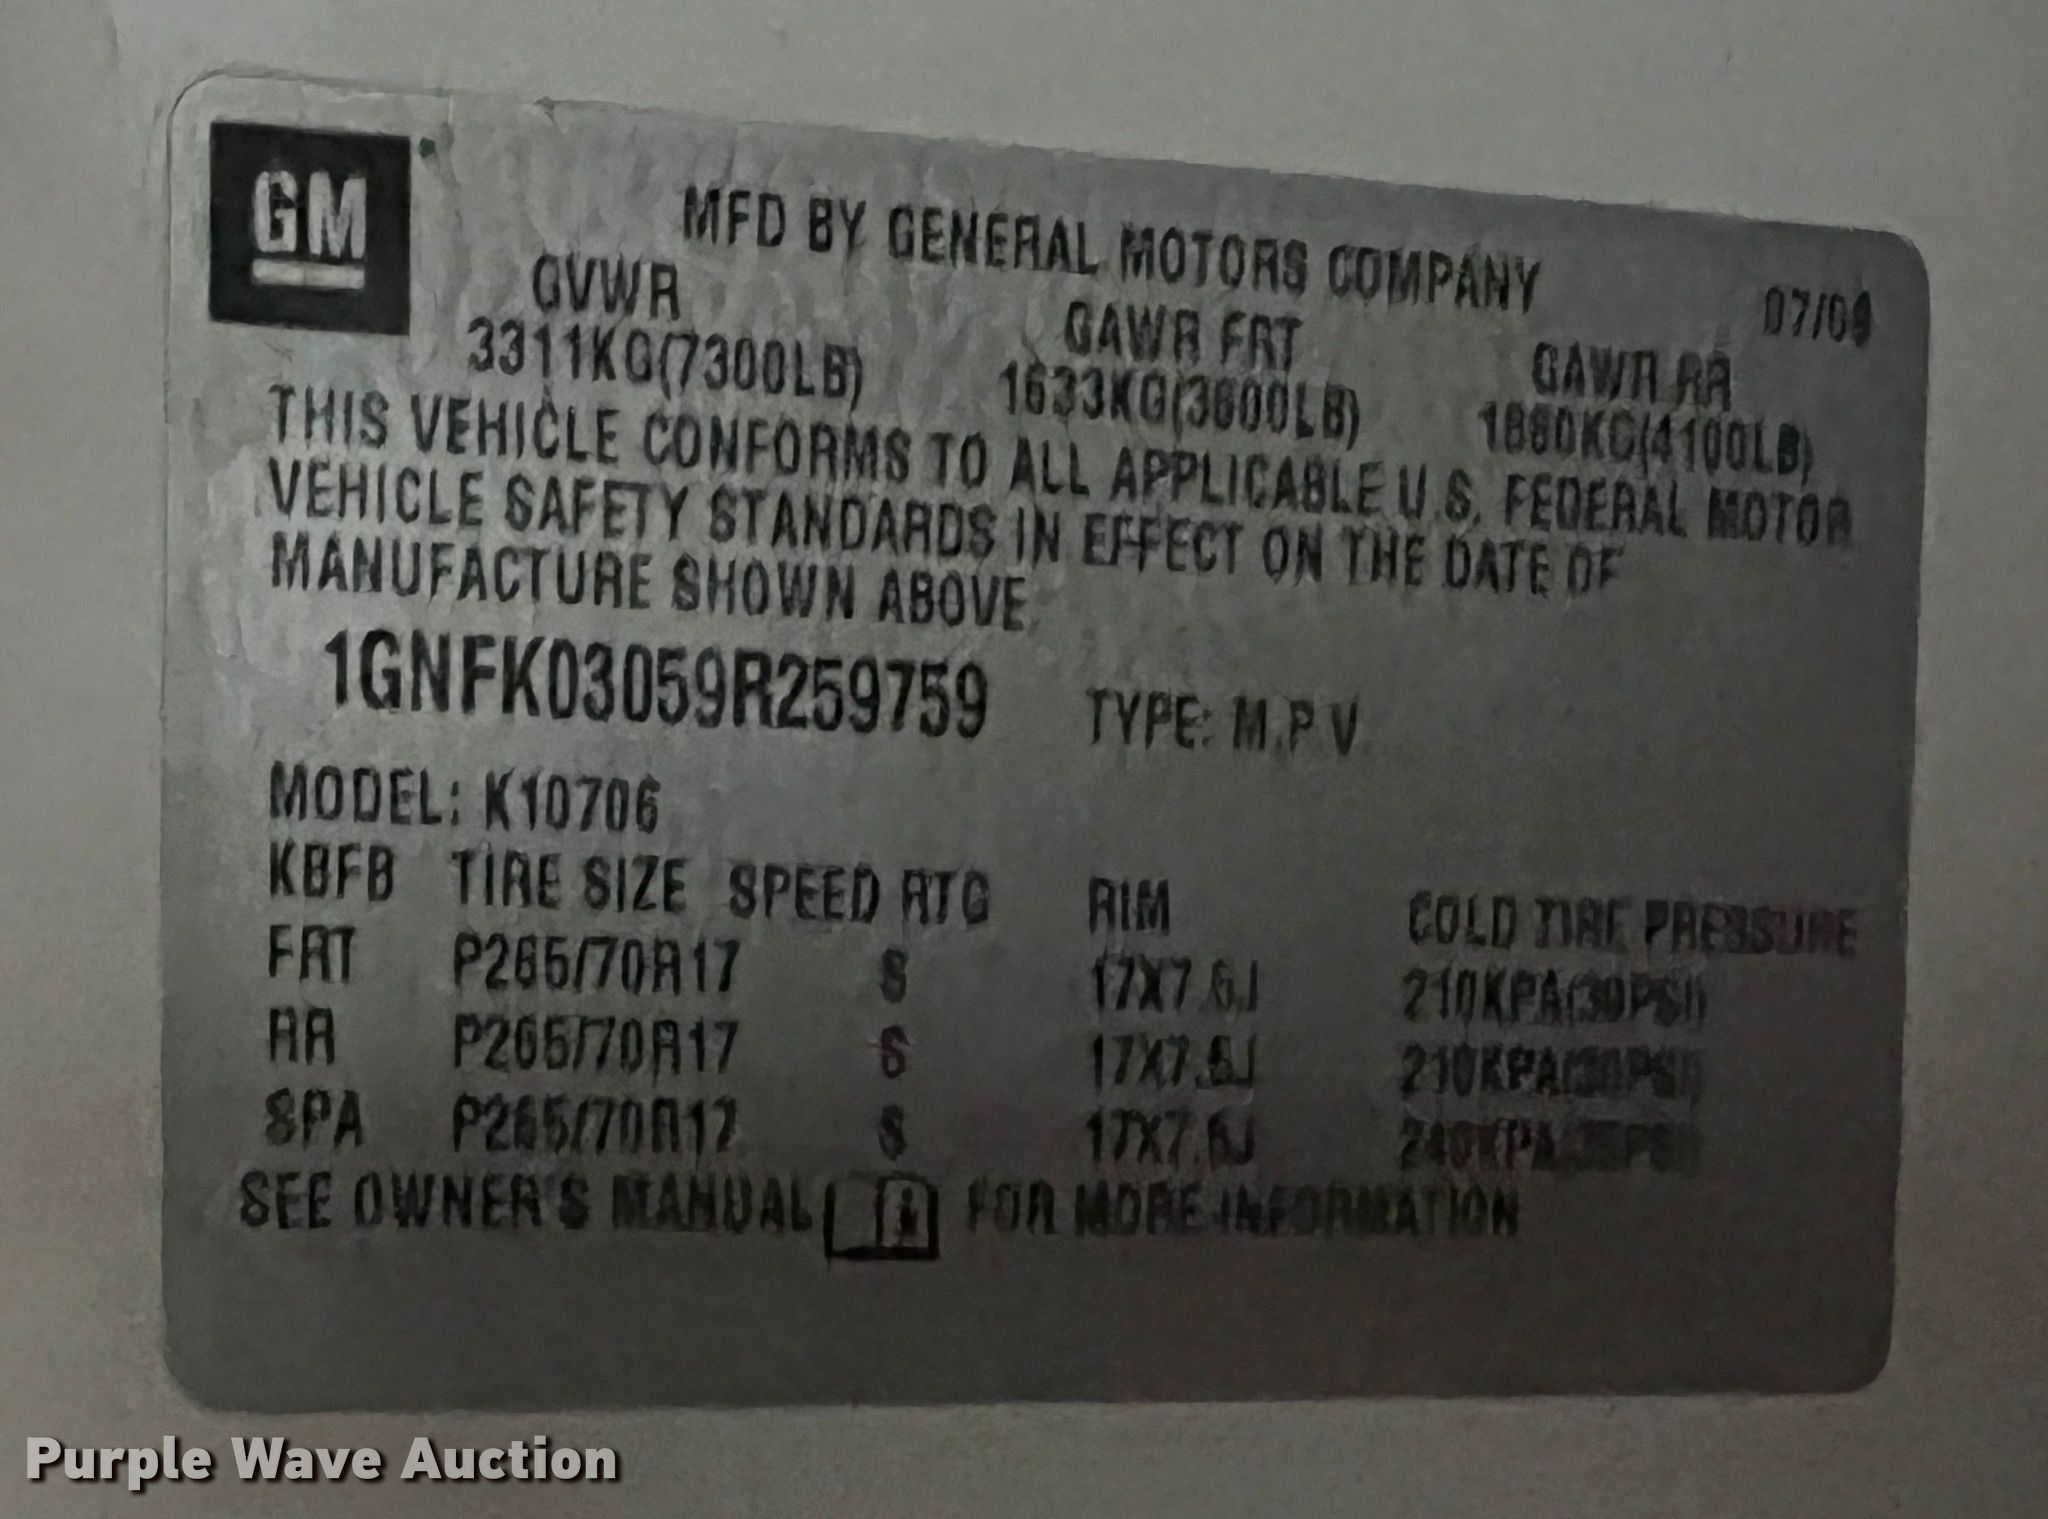 GM
MFD BY GENERAL MOTORS COMPANY
07/09
GVWR GAWR FRT GAWR RR
3311KG(7300LB) 1633KG(3600LB) 1860KG(4100LB)
THIS VEHICLE CONFORMS TO ALL APPLICABLE U.S. FEDERAL MOTOR
VEHICLE SAFETY STANDARDS IN EFFECT ON THE DATE OF
MANUFACTURE SHOWN ABOVE.
1GNFK03059R259759 TYPE: M.P.V.
MODEL: K10706
KBFB TIRE SIZE SPEED RTG RIM COLD TIRE PRESSURE
FRT P265/70R17 S 17X7.5J 210KPA(30PSI)
RR P265/70R17 S 17X7.5J 210KPA(30PSI)
SPA P265/70R17 S 17X7.5J 240KPA(35PSI)
SEE OWNER'S MANUAL FOR MORE INFORMATION
Purple Wave Auction